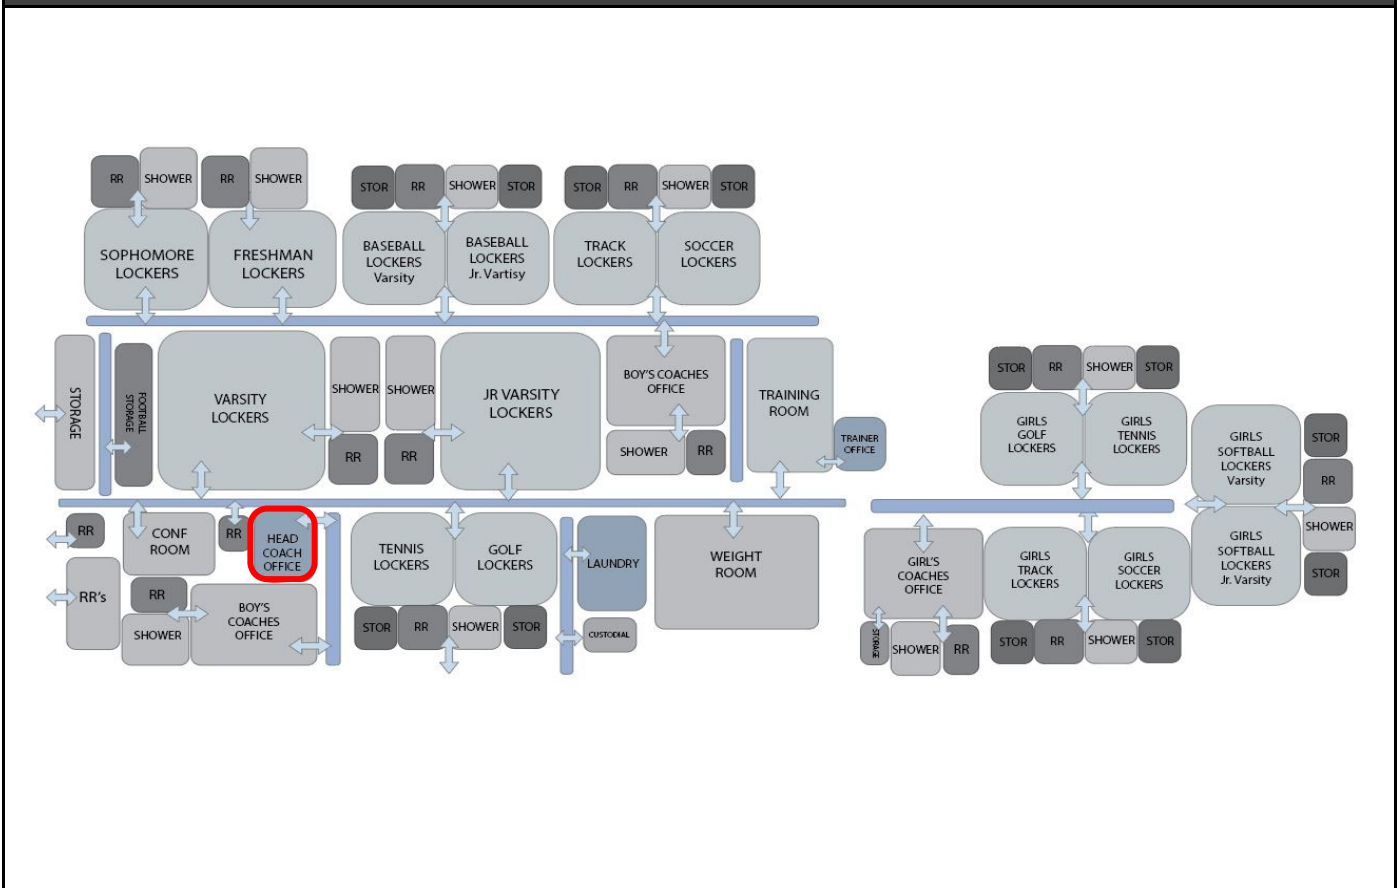 RR
SHOWER
RR
SHOWER
STOR
RR
SHOWER
STOR
STOR
RR
SHOWER
STOR
SOPHOMORE
LOCKERS
FRESHMAN
LOCKERS
BASEBALL
LOCKERS
Varsity
BASEBALL
LOCKERS
Jr. Vartisy
TRACK
LOCKERS
SOCCER
LOCKERS
STORAGE
FOOTBALL
STORAGE
VARSITY
LOCKERS
SHOWER
RR
SHOWER
RR
JR VARSITY
LOCKERS
BOY'S COACHES
OFFICE
SHOWER
RR
TRAINING
ROOM
TRAINER
OFFICE
RR
CONF
ROOM
RR
HEAD
COACH
OFFICE
RR's
RR
SHOWER
BOY'S
COACHES
OFFICE
TENNIS
LOCKERS
GOLF
LOCKERS
STOR
RR
SHOWER
STOR
LAUNDRY
CUSTODIAL
WEIGHT
ROOM
STOR
RR
SHOWER
STOR
GIRLS
GOLF
LOCKERS
GIRLS
TENNIS
LOCKERS
GIRLS
SOFTBALL
LOCKERS
Varsity
STOR
RR
SHOWER
STOR
GIRLS
SOFTBALL
LOCKERS
Jr. Varsity
GIRL'S
COACHES
OFFICE
GIRLS
TRACK
LOCKERS
GIRLS
SOCCER
LOCKERS
STORAGE
SHOWER
RR
STOR
RR
SHOWER
STOR